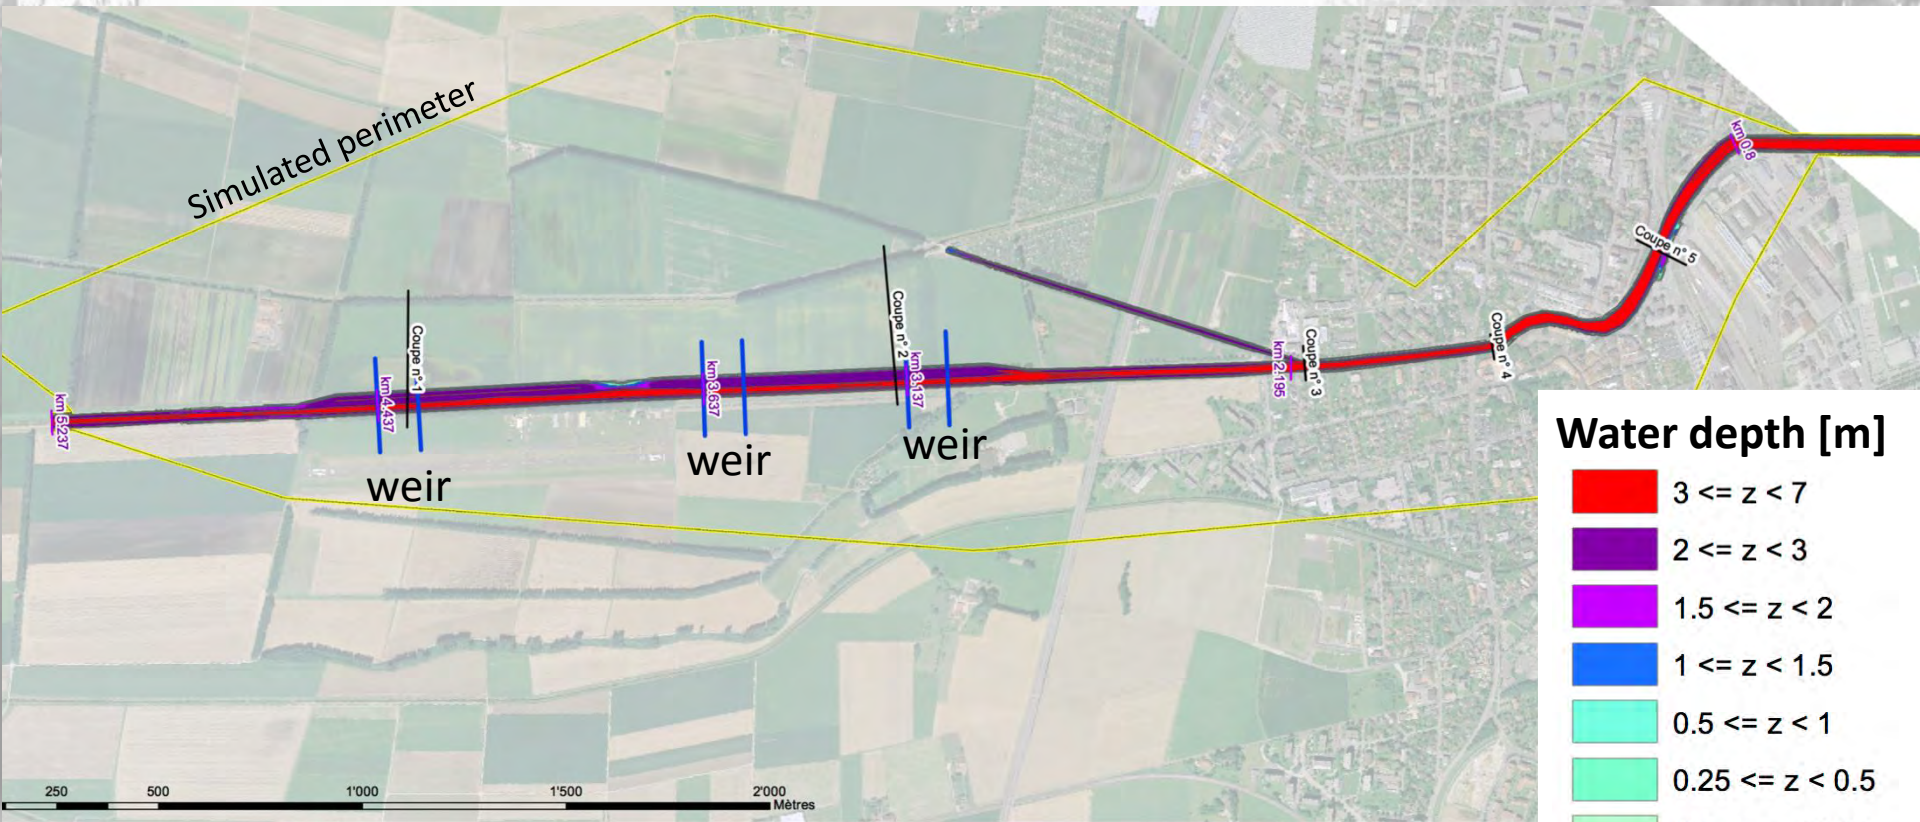 Simulated perimeter
km 0.8
Coupe n° 5
Coupe n° 4
Coupe n° 3
km 2.195
Coupe n° 2
km 3.137
km 3.637
Coupe n° 1
km 4.437
km 5.237
weir
weir
weir
Water depth [m]
3 <= z < 7
2 <= z < 3
1.5 <= z < 2
1 <= z < 1.5
0.5 <= z < 1
0.25 <= z < 0.5
250 500 1'000 1'500 2'000
Mètres